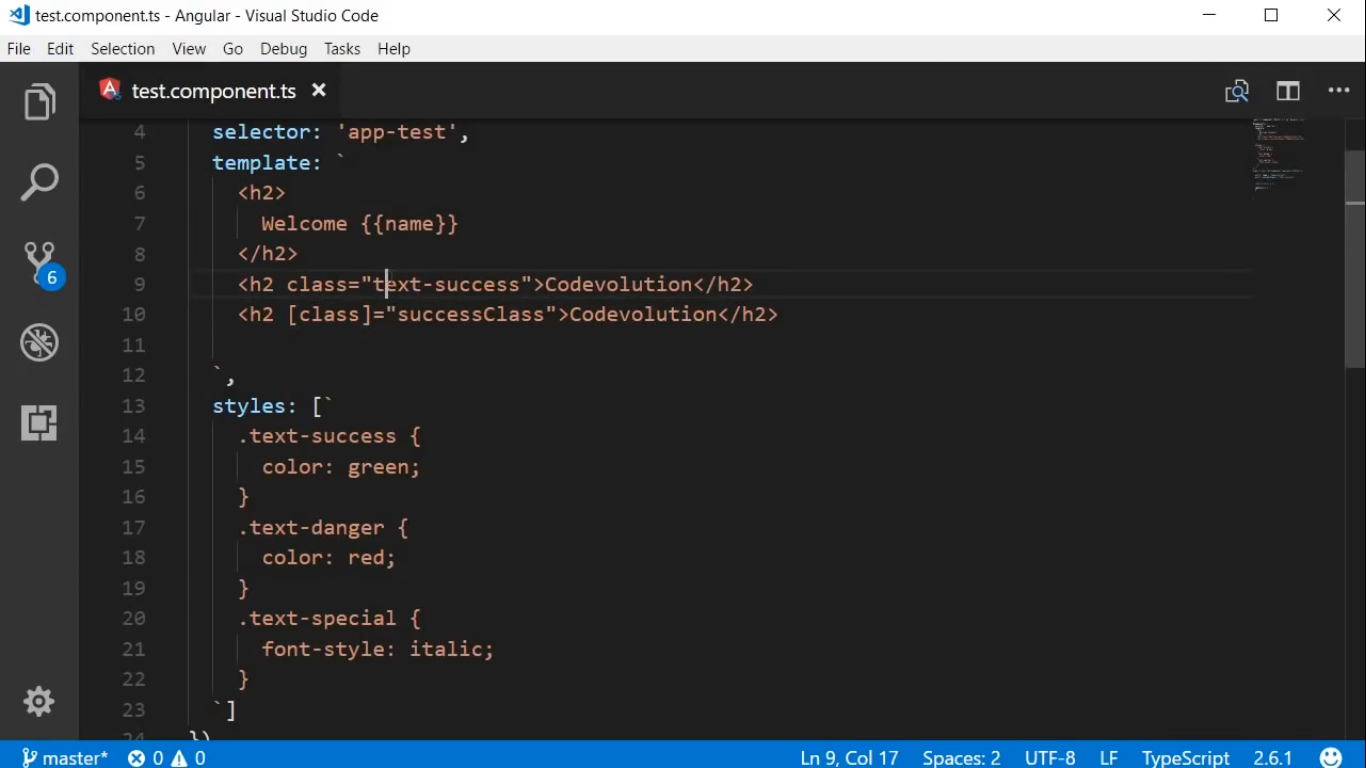 test.component.ts - Angular - Visual Studio Code
File Edit Selection View Go Debug Tasks Help
test.component.ts
4 selector: 'app-test',
5 template: `
6 <h2>
7 Welcome {{name}}
8 </h2>
9 <h2 class="text-success">Codevolution</h2>
10 <h2 [class]="successClass">Codevolution</h2>
11
12 `,
13 styles: [`
14 .text-success {
15 color: green;
16 }
17 .text-danger {
18 color: red;
19 }
20 .text-special {
21 font-style: italic;
22 }
23 `]
24 })
6
master* 0 0 Ln 9, Col 17 Spaces: 2 UTF-8 LF TypeScript 2.6.1